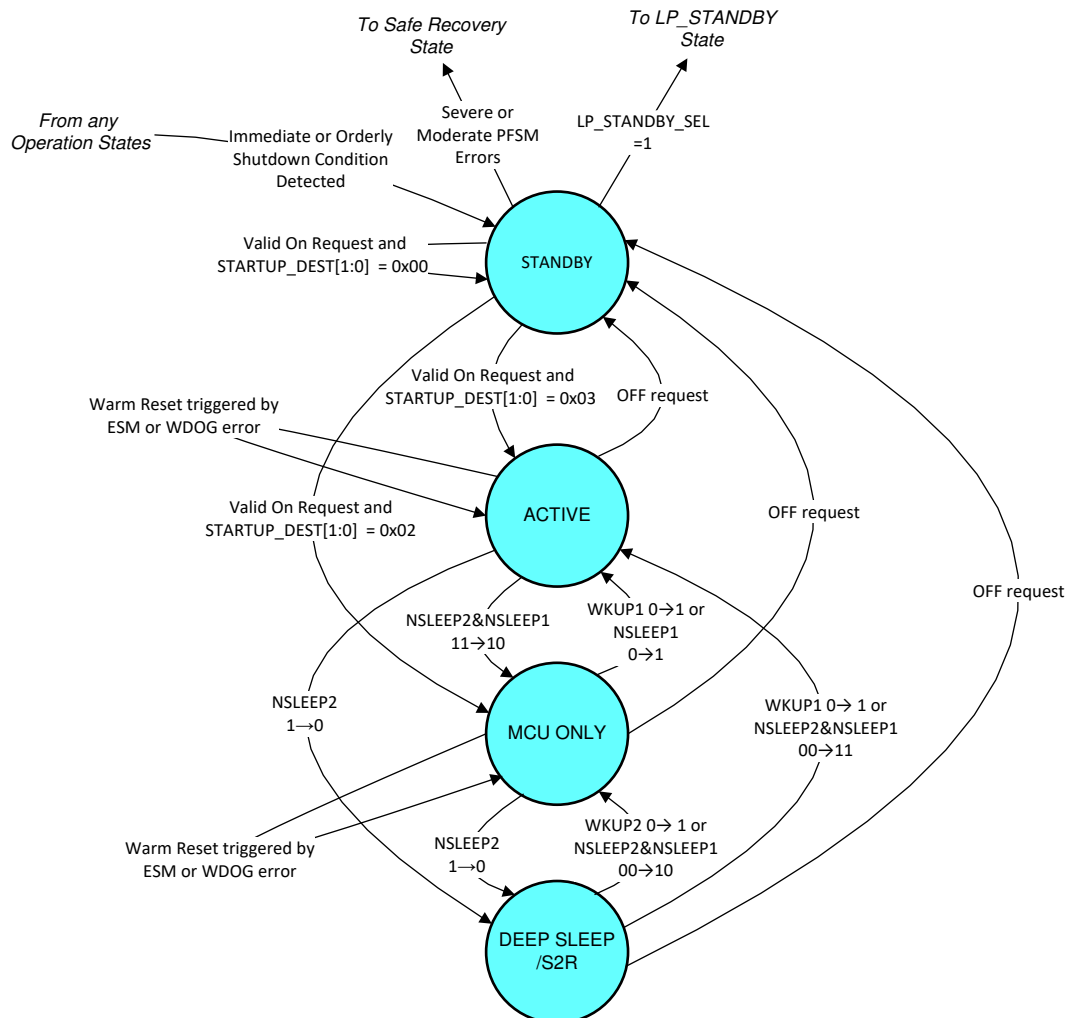 To Safe Recovery
State
To LP_STANDBY
State
From any
Operation States
Immediate or Orderly
Shutdown Condition
Detected
Severe or
Moderate PFSM
Errors
LP_STANDBY_SEL
=1
Valid On Request and
STARTUP_DEST[1:0] = 0x00
STANDBY
Valid On Request and
STARTUP_DEST[1:0] = 0x03
OFF request
Warm Reset triggered by
ESM or WDOG error
ACTIVE
Valid On Request and
STARTUP_DEST[1:0] = 0x02
OFF request
OFF request
NSLEEP2&NSLEEP1
11→10
WKUP1 0→1 or
NSLEEP1
0→1
NSLEEP2
1→0
MCU ONLY
WKUP1 0→ 1 or
NSLEEP2&NSLEEP1
00→11
Warm Reset triggered by
ESM or WDOG error
NSLEEP2
1→0
WKUP2 0→ 1 or
NSLEEP2&NSLEEP1
00→10
DEEP SLEEP
/S2R